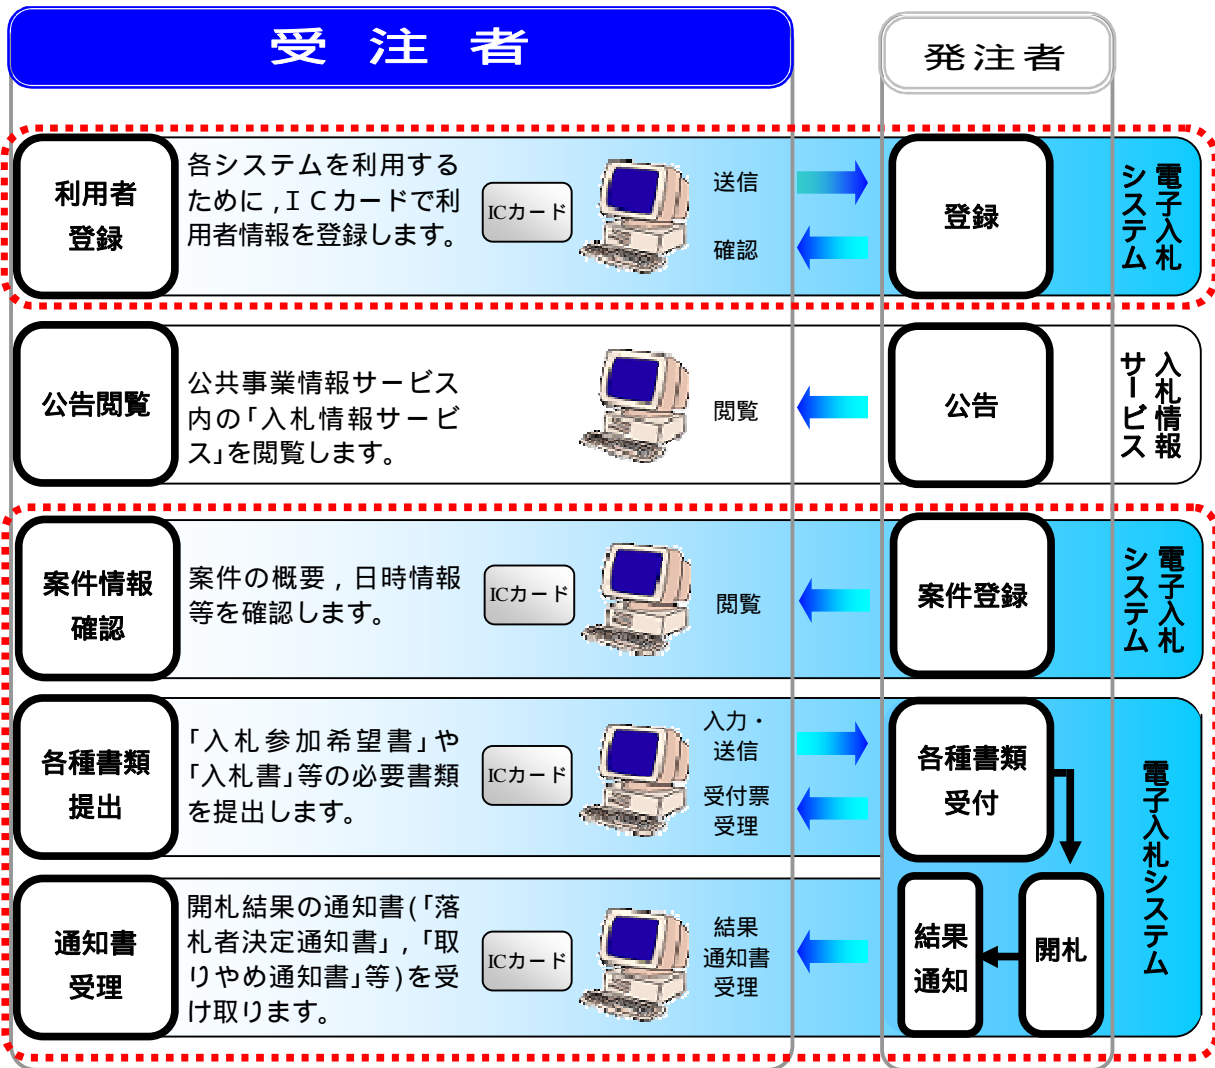 受注者
発注者
利用者
登録
各システムを利用する
ために，ＩＣカードで利
用者情報を登録します。
ICカード
送信
確認
登録
電子入札
システム
公告閲覧
公共事業情報サービス
内の「入札情報サービ
ス」を閲覧します。
閲覧
公告
入札情報
サービス
案件情報
確認
案件の概要，日時情報
等を確認します。
ICカード
閲覧
案件登録
電子入札
システム
各種書類
提出
「入札参加希望書」や
「入札書」等の必要書類
を提出します。
ICカード
入力・
送信
受付票
受理
各種書類
受付
電子入札システム
通知書
受理
開札結果の通知書(「落
札者決定通知書」，「取
りやめ通知書」等)を受
け取ります。
ICカード
結果
通知書
受理
結果
通知
開札